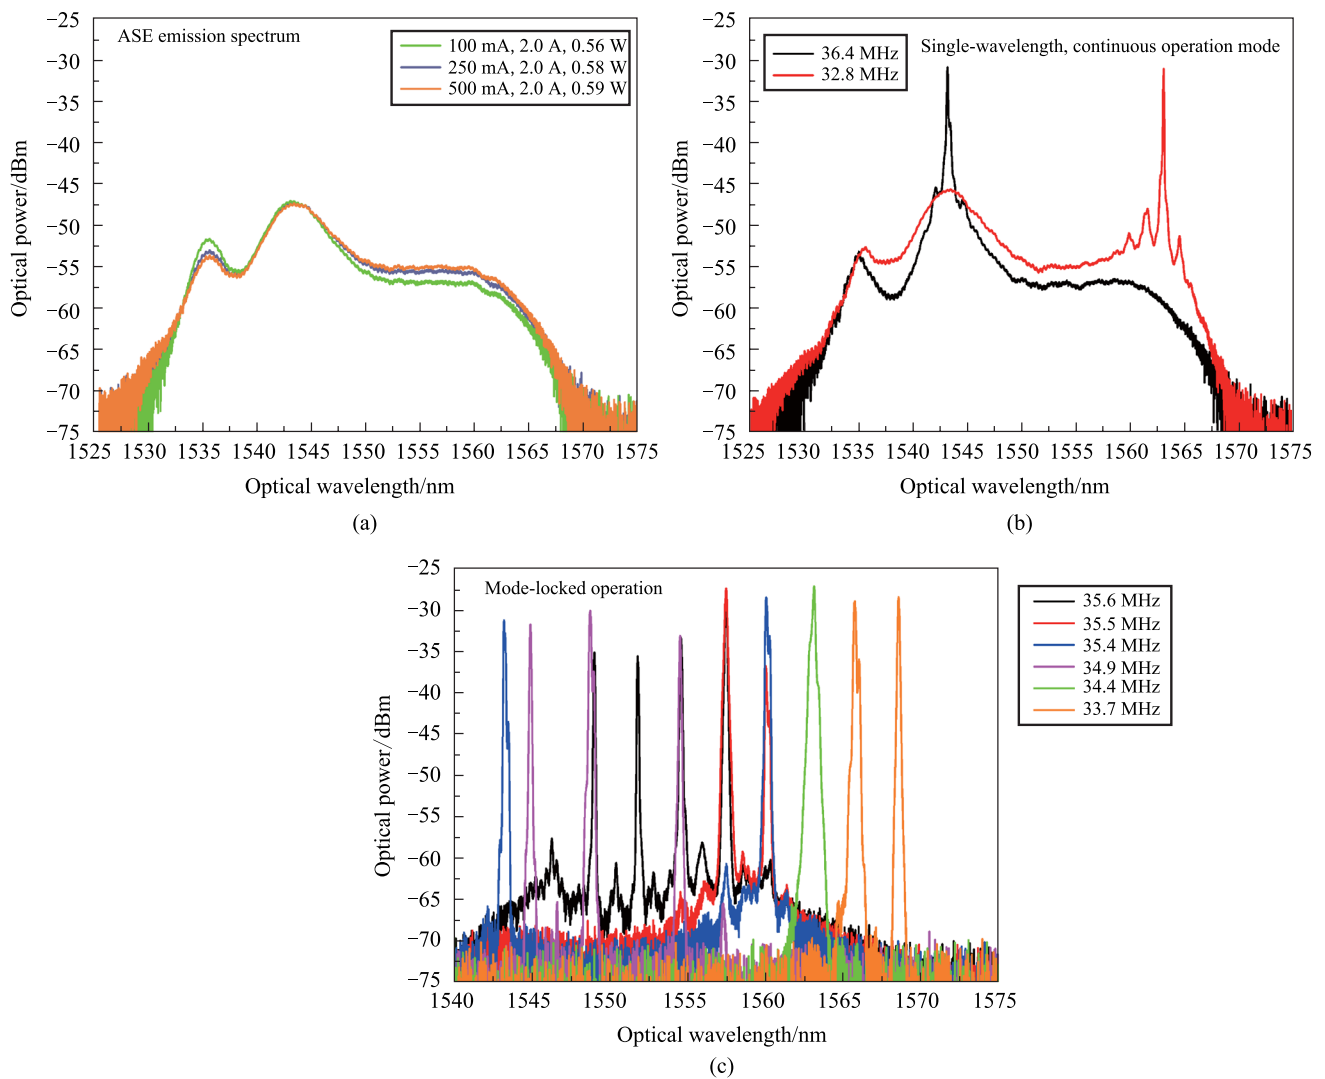 ASE emission spectrum
100 mA, 2.0 A, 0.56 W
250 mA, 2.0 A, 0.58 W
500 mA, 2.0 A, 0.59 W
−25
−30
−35
−40
−45
−50
−55
−60
−65
−70
−75
Optical power/dBm
1525 1530 1535 1540 1545 1550 1555 1560 1565 1570 1575
Optical wavelength/nm
(a)
36.4 MHz
32.8 MHz
Single-wavelength, continuous operation mode
−25
−30
−35
−40
−45
−50
−55
−60
−65
−70
−75
Optical power/dBm
1525 1530 1535 1540 1545 1550 1555 1560 1565 1570 1575
Optical wavelength/nm
(b)
Mode-locked operation
−25
−30
−35
−40
−45
−50
−55
−60
−65
−70
−75
Optical power/dBm
1540 1545 1550 1555 1560 1565 1570 1575
Optical wavelength/nm
(c)
35.6 MHz
35.5 MHz
35.4 MHz
34.9 MHz
34.4 MHz
33.7 MHz